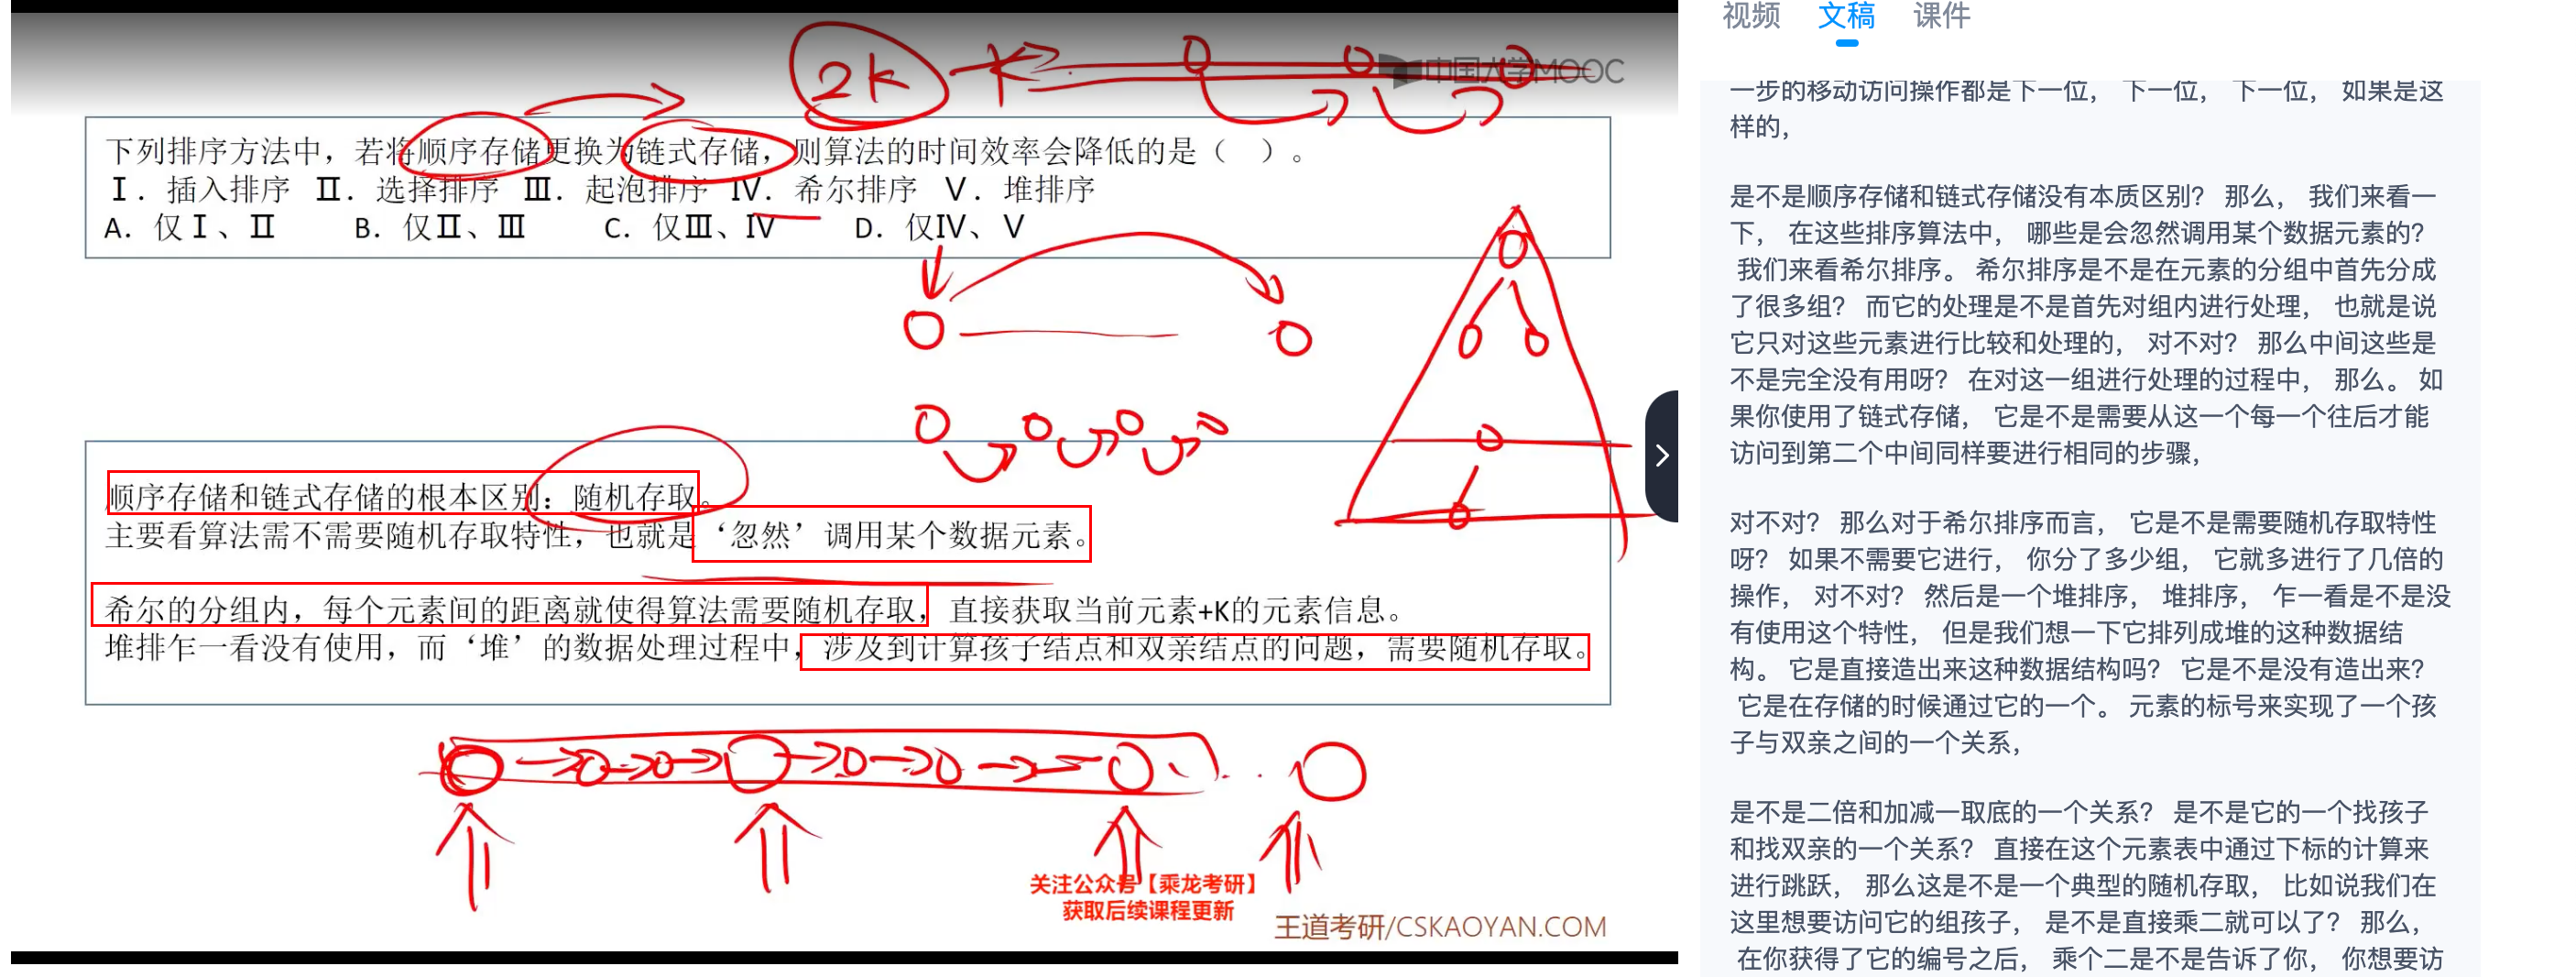 视频 文稿 课件
2K
中国大学MOOC
下列排序方法中，若将顺序存储更换为链式存储，则算法的时间效率会降低的是（ ）。
Ⅰ. 插入排序 Ⅱ. 选择排序 Ⅲ. 起泡排序 Ⅳ. 希尔排序 Ⅴ. 堆排序
A. 仅Ⅰ、Ⅱ B. 仅Ⅱ、Ⅲ C. 仅Ⅲ、Ⅳ D. 仅Ⅳ、Ⅴ
顺序存储和链式存储的根本区别：随机存取。
主要看算法需不需要随机存取特性，也就是‘忽然’调用某个数据元素。
希尔的分组内，每个元素间的距离就使得算法需要随机存取，直接获取当前元素+K的元素信息。
堆排乍一看没有使用，而‘堆’的数据处理过程中，涉及到计算孩子结点和双亲结点的问题，需要随机存取。
关注公众号【乘龙考研】
获取后续课程更新
王道考研/CSKAOYAN.COM
一步的移动访问操作都是下一位， 下一位， 下一位， 如果是这
样的，
是不是顺序存储和链式存储没有本质区别？ 那么， 我们来看一
下， 在这些排序算法中， 哪些是会忽然调用某个数据元素的？
我们来看希尔排序。 希尔排序是不是在元素的分组中首先分成
了很多组？ 而它的处理是不是首先对组内进行处理， 也就是说
它只对这些元素进行比较和处理的， 对不对？ 那么中间这些是
不是完全没有用呀？ 在对这一组进行处理的过程中， 那么。 如
果你使用了链式存储， 它是不是需要从这一个每一个往后才能
访问到第二个中间同样要进行相同的步骤，
对不对？ 那么对于希尔排序而言， 它是不是需要随机存取特性
呀？ 如果不需要它进行， 你分了多少组， 它就多进行了几倍的
操作， 对不对？ 然后是一个堆排序， 堆排序， 乍一看是不是没
有使用这个特性， 但是我们想一下它排列成堆的这种数据结
构。 它是直接造出来这种数据结构吗？ 它是不是没有造出来？
它是在存储的时候通过它的一个。 元素的标号来实现了一个孩
子与双亲之间的一个关系，
是不是二倍和加减一取底的一个关系？ 是不是它的一个找孩子
和找双亲的一个关系？ 直接在这个元素表中通过下标的计算来
进行跳跃， 那么这是不是一个典型的随机存取， 比如说我们在
这里想要访问它的组孩子， 是不是直接乘二就可以了？ 那么，
在你获得了它的编号之后， 乘个二是不是告诉了你， 你想要访